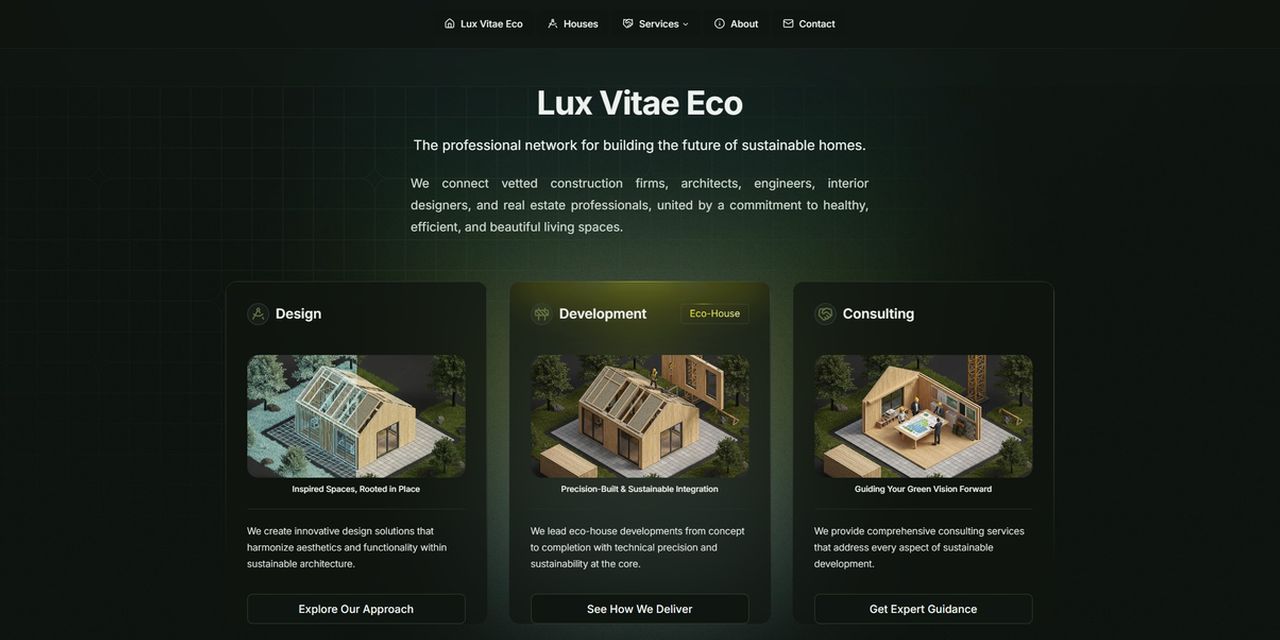 Lux Vitae Eco
Houses
Services
About
Contact
Lux Vitae Eco
The professional network for building the future of sustainable homes.
We connect vetted construction firms, architects, engineers, interior
designers, and real estate professionals, united by a commitment to healthy,
efficient, and beautiful living spaces.
Design
Inspired Spaces, Rooted in Place
We create innovative design solutions that
harmonize aesthetics and functionality within
sustainable architecture.
Explore Our Approach
Development
Eco-House
Precision-Built & Sustainable Integration
We lead eco-house developments from concept
to completion with technical precision and
sustainability at the core.
See How We Deliver
Consulting
Guiding Your Green Vision Forward
We provide comprehensive consulting services
that address every aspect of sustainable
development.
Get Expert Guidance